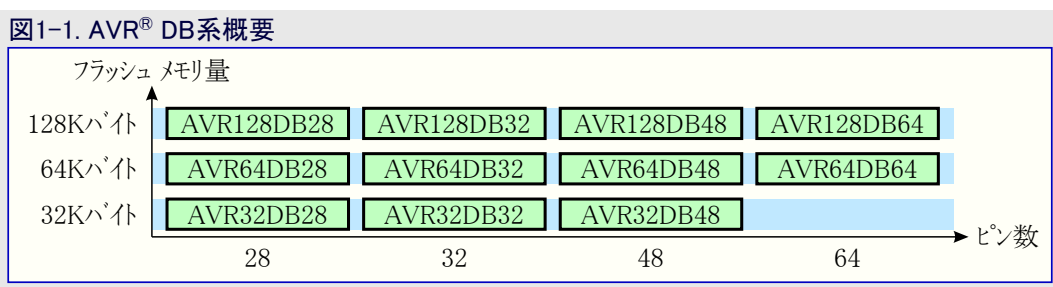 図1-1. AVR® DB系概要
フラッシュ メモリ量
128Kバイト AVR128DB28 AVR128DB32 AVR128DB48 AVR128DB64
64Kバイト AVR64DB28 AVR64DB32 AVR64DB48 AVR64DB64
32Kバイト AVR32DB28 AVR32DB32 AVR32DB48
ピン数
28 32 48 64